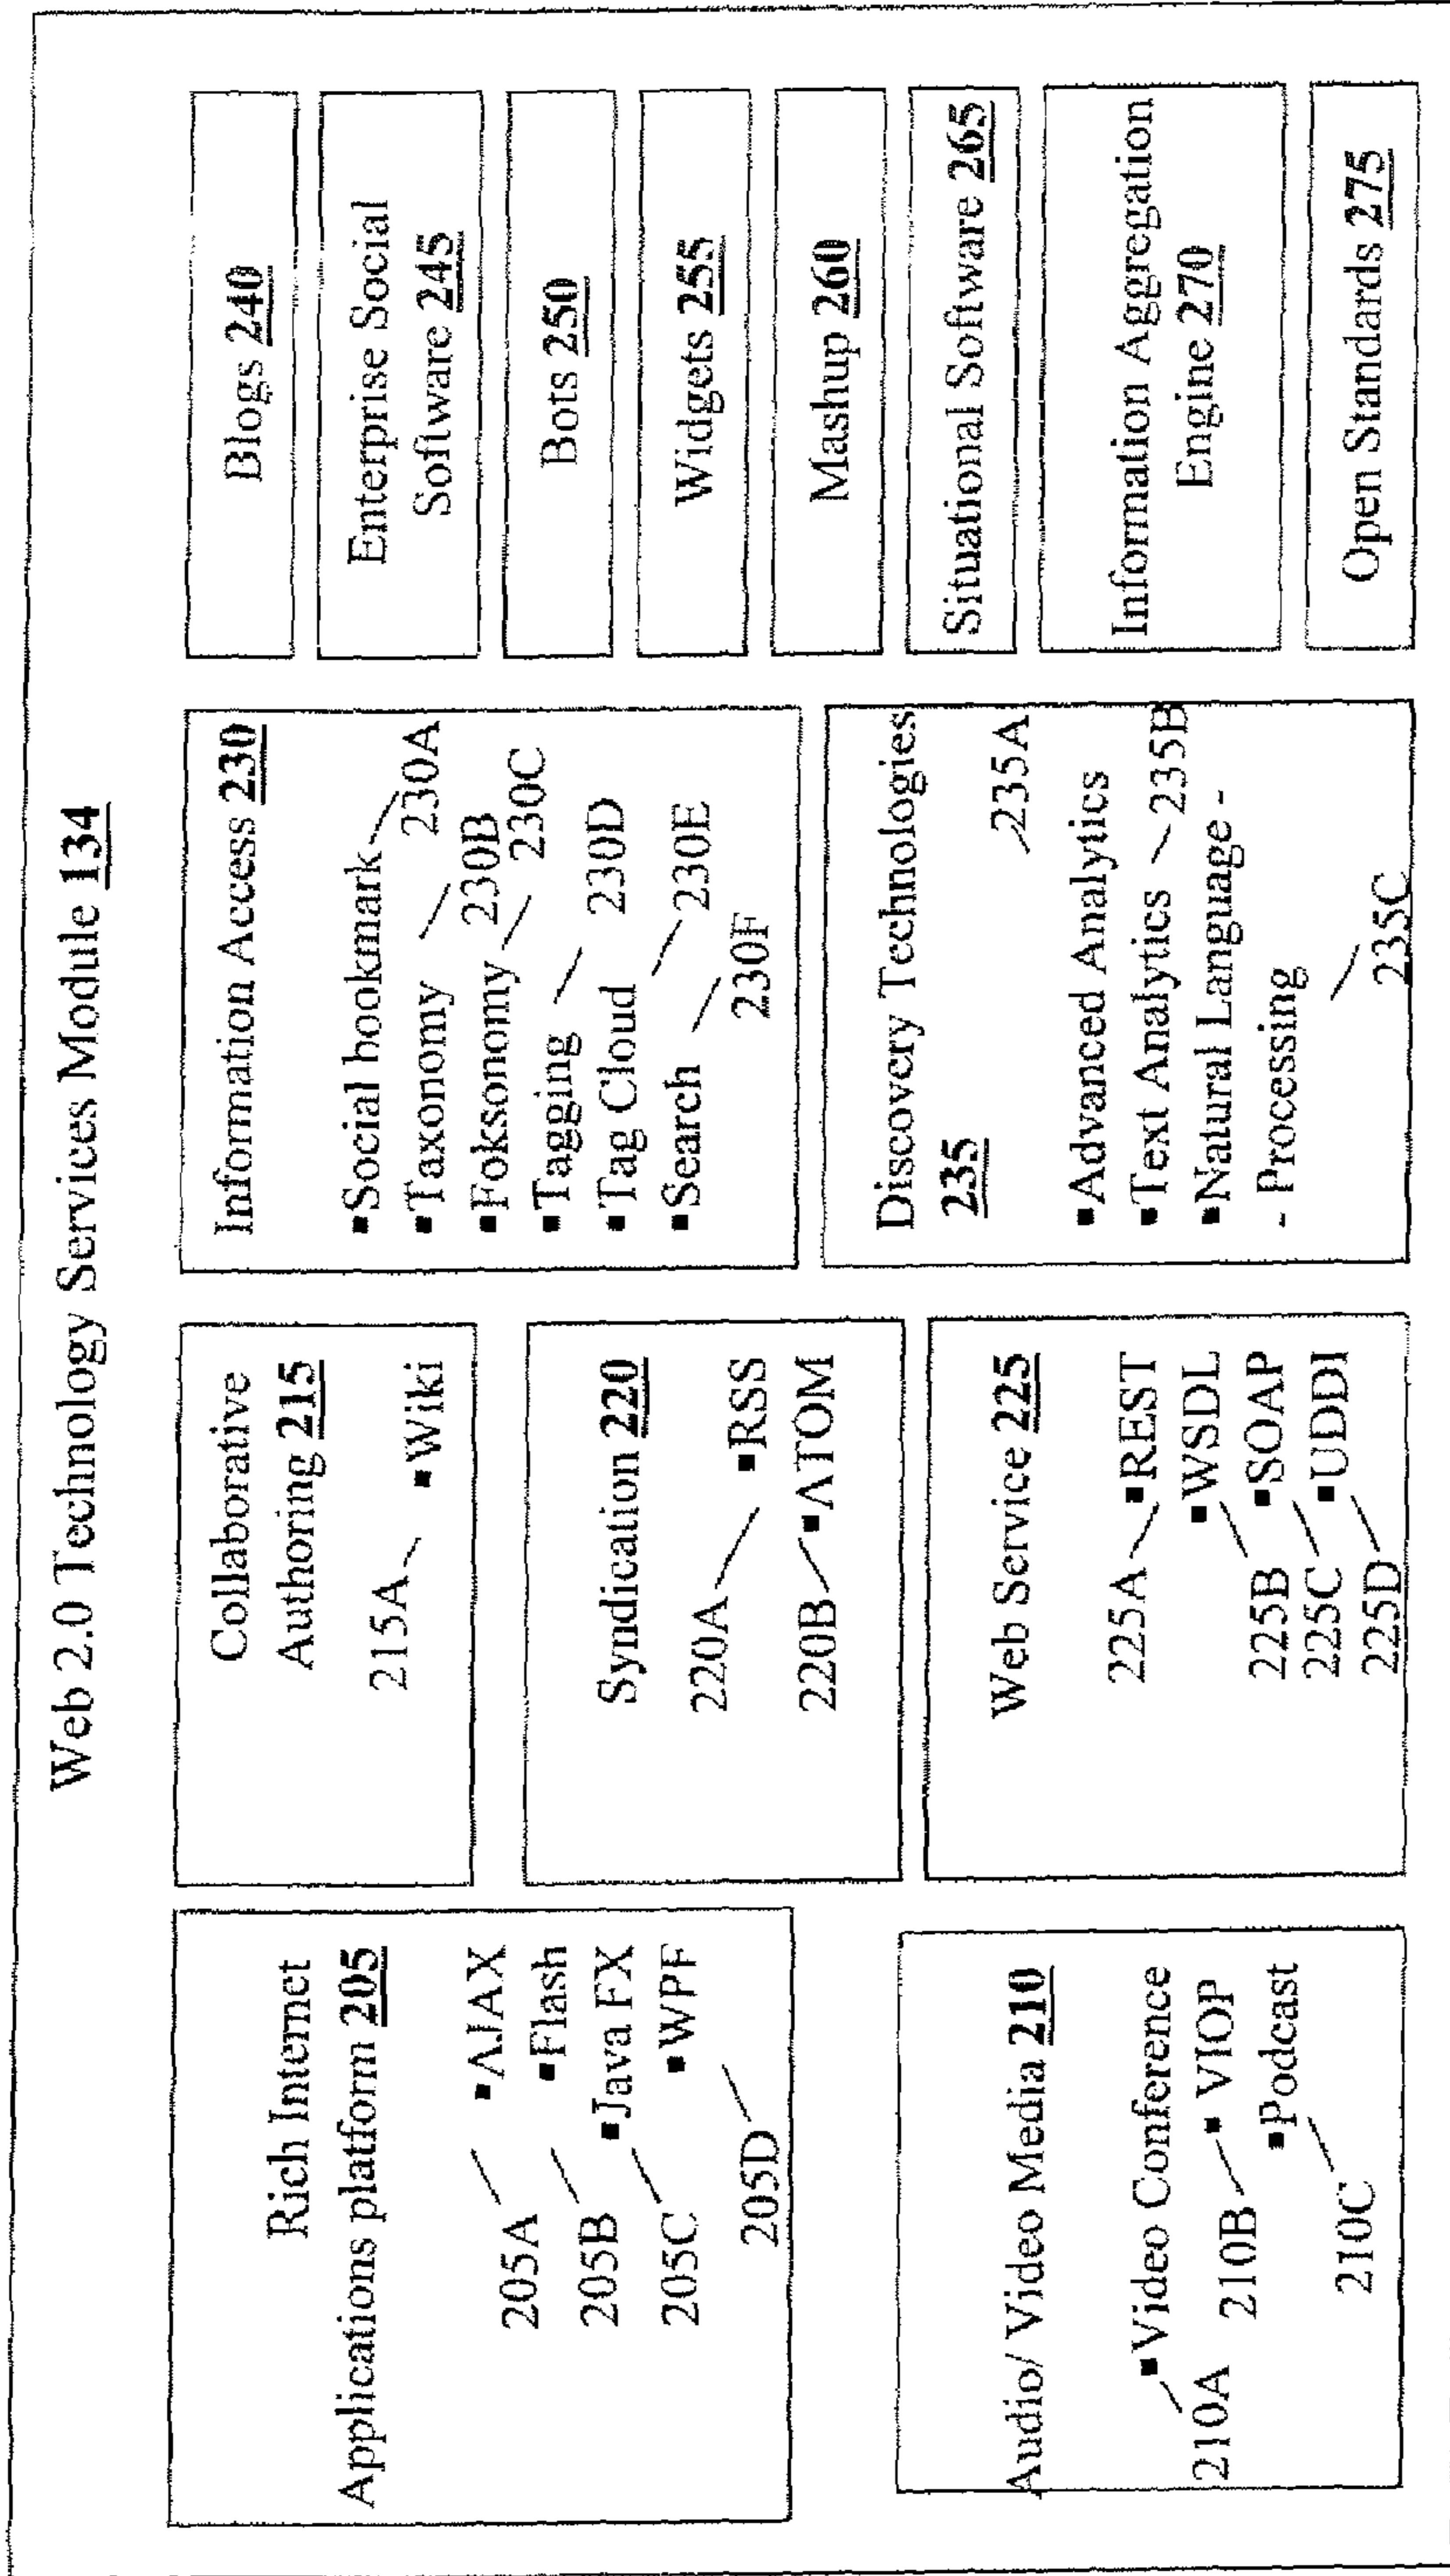 Web 2.0 Technology Services Module 134
Rich Internet
Applications platform 205
205A
▪AJAX
205B
▪Flash
205C
▪Java FX
205D
▪WPF
Audio/ Video Media 210
▪Video Conference
210A
210B
▪ VIOP
▪Podcast
210C
Collaborative
Authoring 215
215A
▪Wiki
Syndication 220
220A
▪RSS
220B
▪ATOM
Web Service 225
225A
▪REST
▪WSDL
225B
▪SOAP
225C
▪UDDI
225D
Information Access 230
▪Social bookmark
230A
▪Taxonomy
230B
▪Foksonomy
230C
▪Tagging
230D
▪Tag Cloud
230E
▪Search
230F
Discovery Technologies
235
235A
▪Advanced Analytics
▪Text Analytics
235B
▪Natural Language -
- Processing
235C
Blogs 240
Enterprise Social
Software 245
Bots 250
Widgets 255
Mashup 260
Situational Software 265
Information Aggregation
Engine 270
Open Standards 275